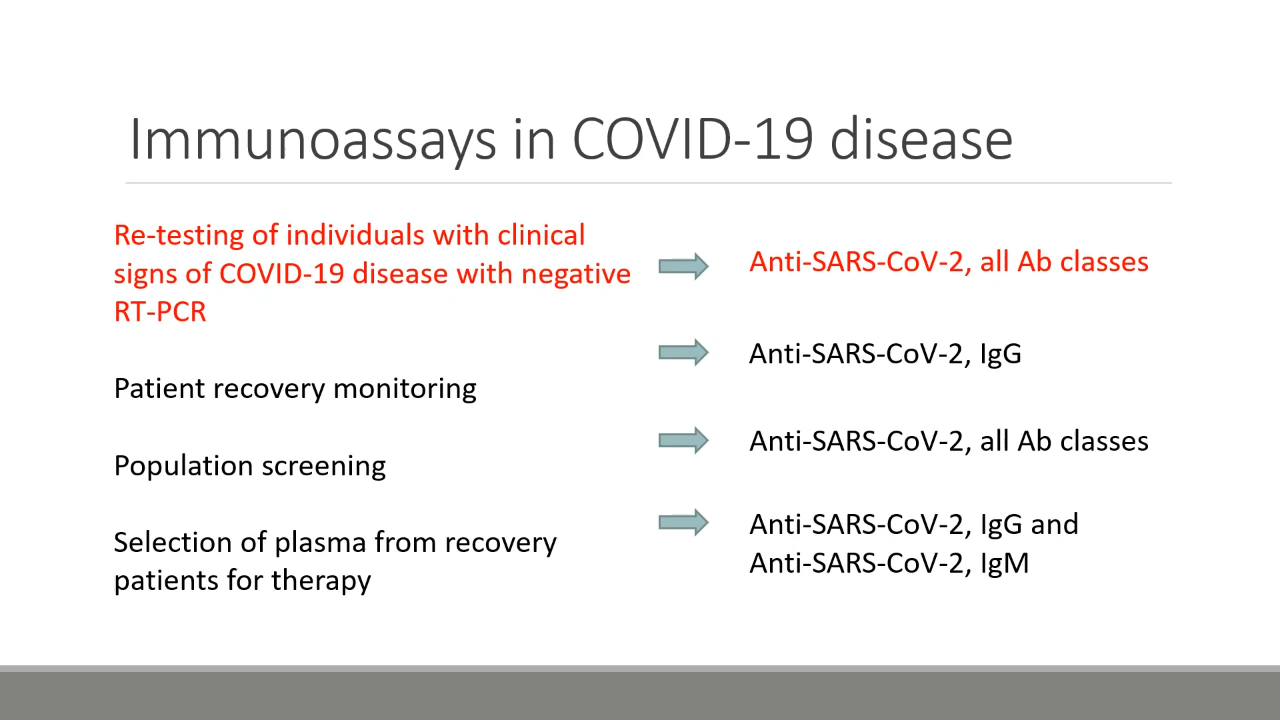 Immunoassays in COVID-19 disease
Re-testing of individuals with clinical
signs of COVID-19 disease with negative
RT-PCR
Anti-SARS-CoV-2, all Ab classes
Patient recovery monitoring
Anti-SARS-CoV-2, IgG
Population screening
Anti-SARS-CoV-2, all Ab classes
Selection of plasma from recovery
patients for therapy
Anti-SARS-CoV-2, IgG and
Anti-SARS-CoV-2, IgM